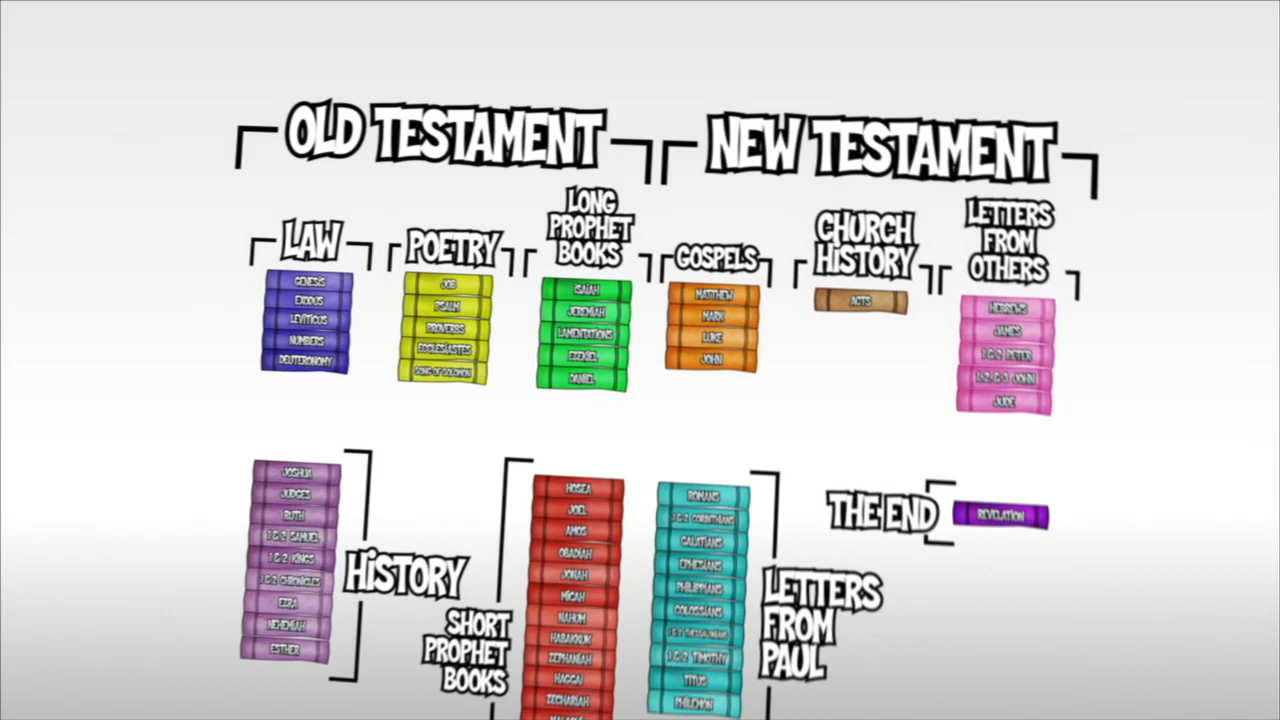 OLD TESTAMENT
NEW TESTAMENT
LAW
GENESIS
EXODUS
LEVITICUS
NUMBERS
DEUTERONOMY
POETRY
JOB
PSALM
PROVERBS
ECCLESIASTES
SONG OF SOLOMON
LONG
PROPHET
BOOKS
ISAIAH
JEREMIAH
LAMENTATIONS
EZEKIEL
DANIEL
GOSPELS
MATTHEW
MARK
LUKE
JOHN
CHURCH
HISTORY
ACTS
LETTERS
FROM
OTHERS
HEBREWS
JAMES
1 & 2 PETER
1, 2, & 3 JOHN
JUDE
JOSHUA
JUDGES
RUTH
1 & 2 SAMUEL
1 & 2 KINGS
1 & 2 CHRONICLES
EZRA
NEHEMIAH
ESTHER
HISTORY
SHORT
PROPHET
BOOKS
HOSEA
JOEL
AMOS
OBADIAH
JONAH
MICAH
NAHUM
HABAKKUK
ZEPHANIAH
HAGGAI
ZECHARIAH
ROMANS
1 & 2 CORINTHIANS
GALATIANS
EPHESIANS
PHILIPPIANS
COLOSSIANS
1 & 2 THESSALONIANS
1 & 2 TIMOTHY
TITUS
PHILEMON
LETTERS
FROM
PAUL
THE END
REVELATION